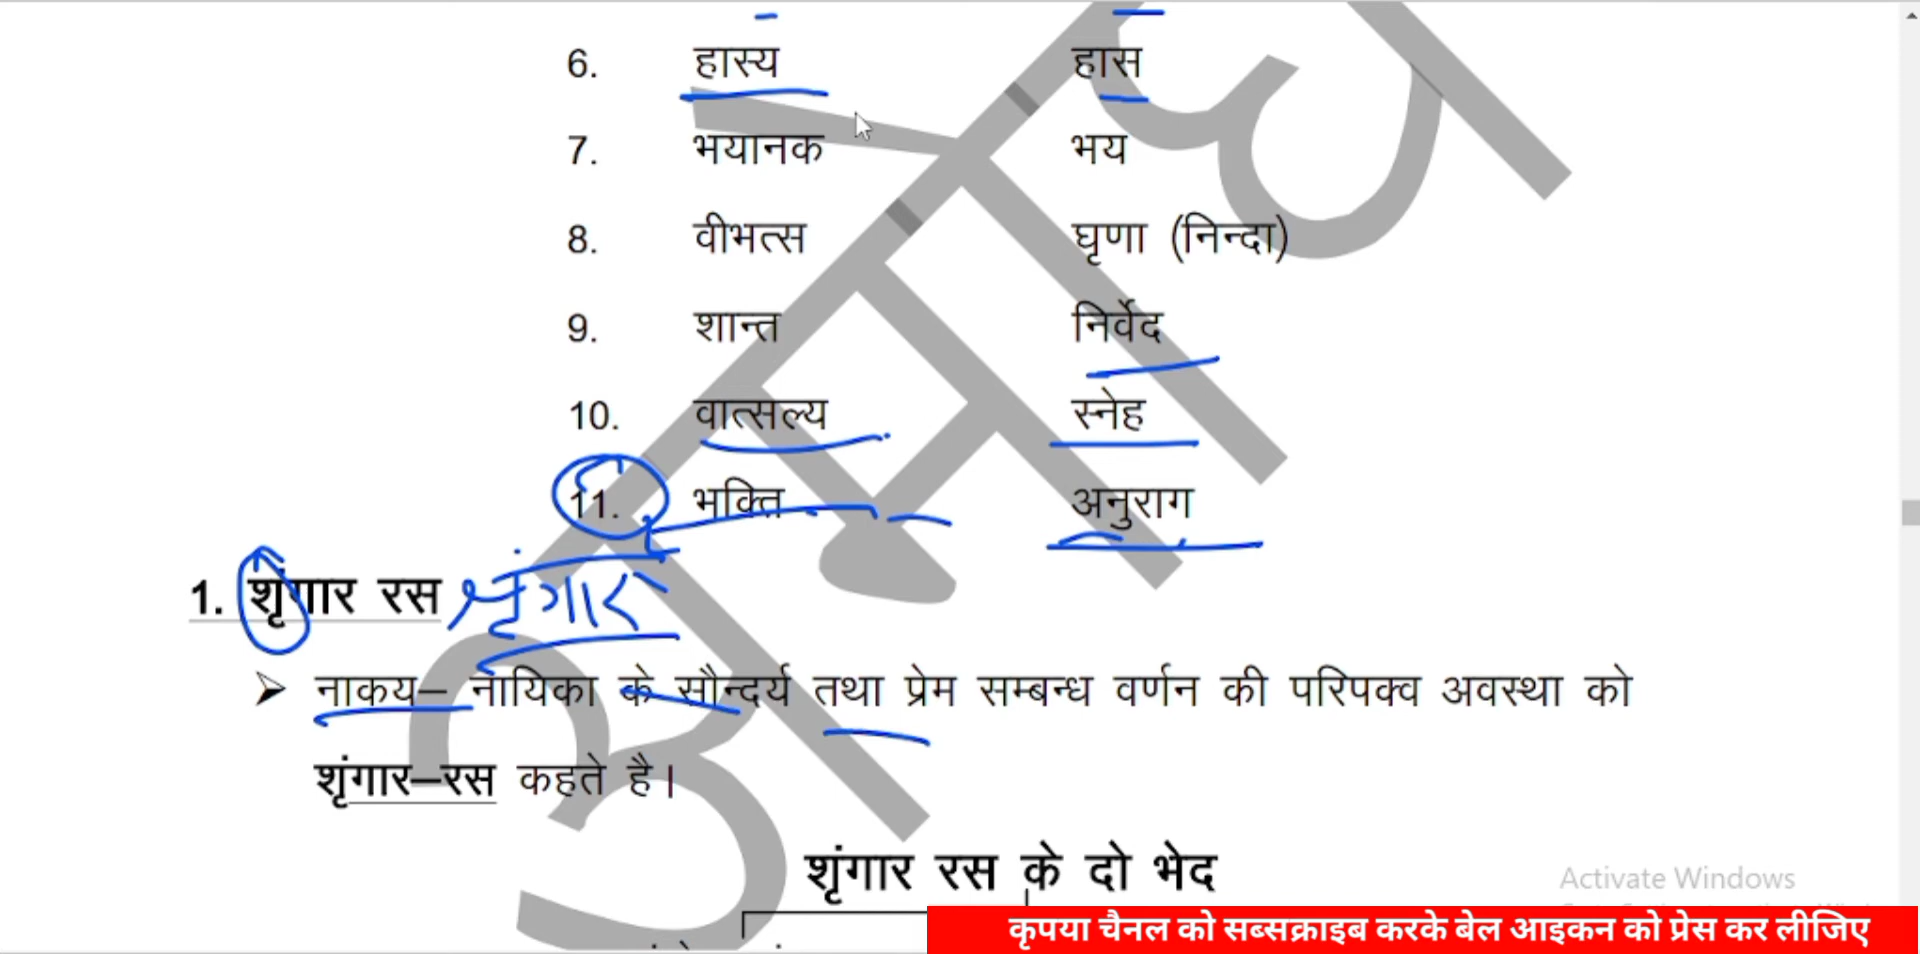 6. हास्य हास
7. भयानक भय
8. वीभत्स घृणा (निन्दा)
9. शान्त निर्वेद
10. वात्सल्य स्नेह
11. भक्ति अनुराग
1. शृंगार रस शृंगार
➢ नाकय– नायिका के सौन्दर्य तथा प्रेम सम्बन्ध वर्णन की परिपक्व अवस्था को
शृंगार–रस कहते है।
शृंगार रस के दो भेद
Activate Windows
कृपया चैनल को सब्सक्राइब करके बेल आइकन को प्रेस कर लीजिए